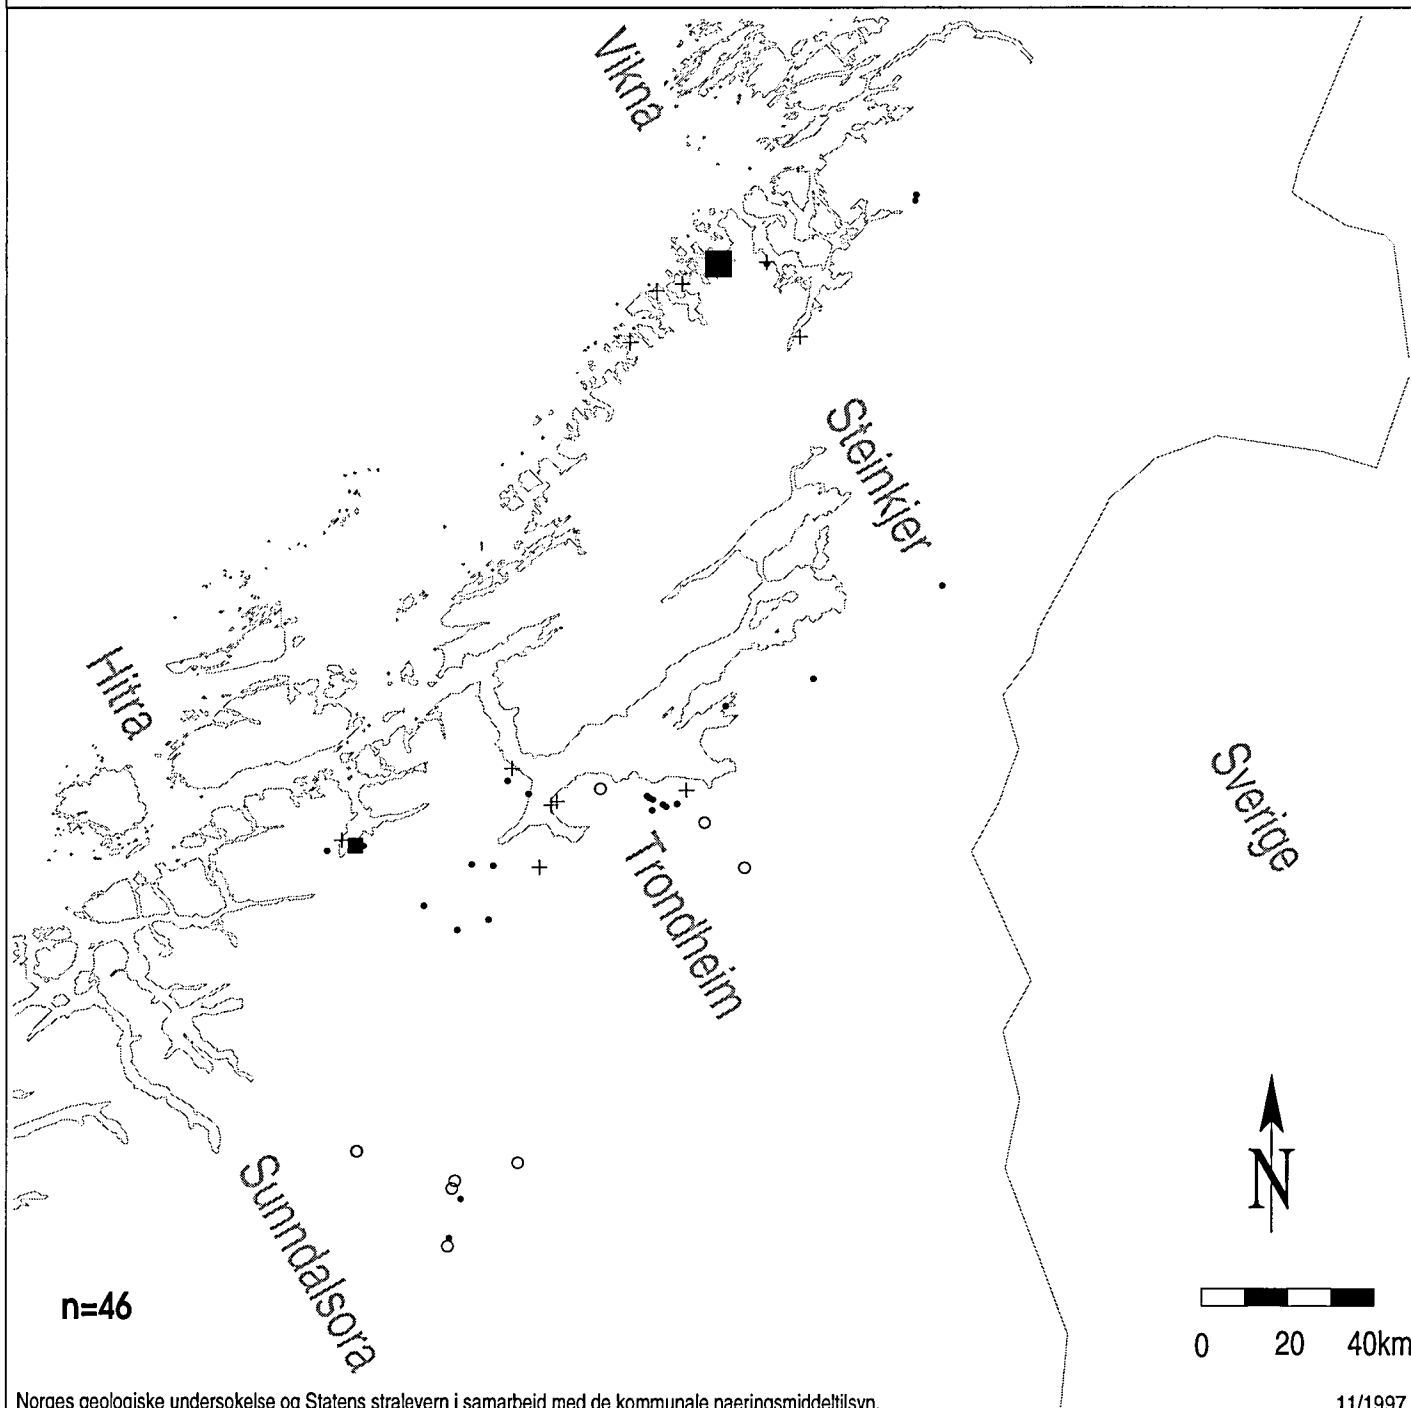 Vikna
Steinkjer
Hitra
Sverige
Trondheim
Sunndalsora
N
n=46
0 20 40km
Norges geologiske undersokelse og Statens stralevern i samarbeid med de kommunale naeringsmiddeltilsyn.
11/1997